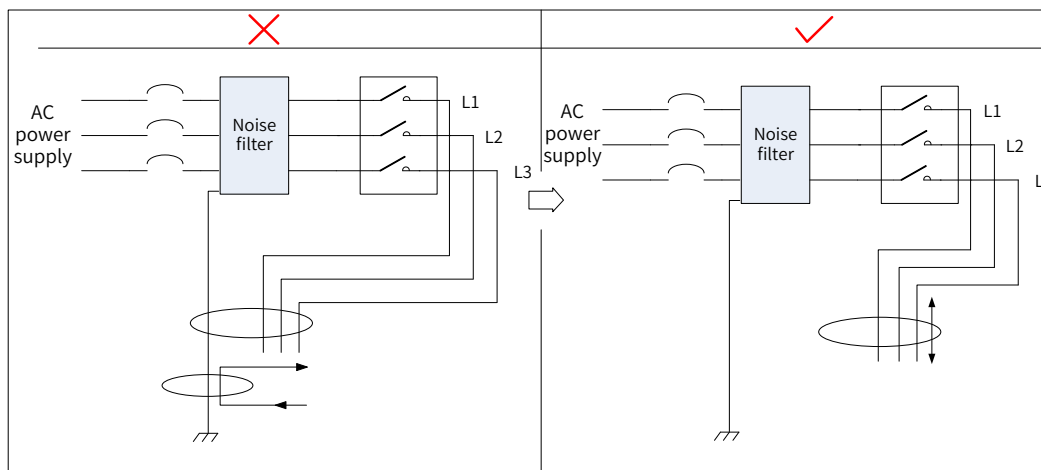 AC
power
supply
Noise
filter
L1
L2
L3
AC
power
supply
Noise
filter
L1
L2
L